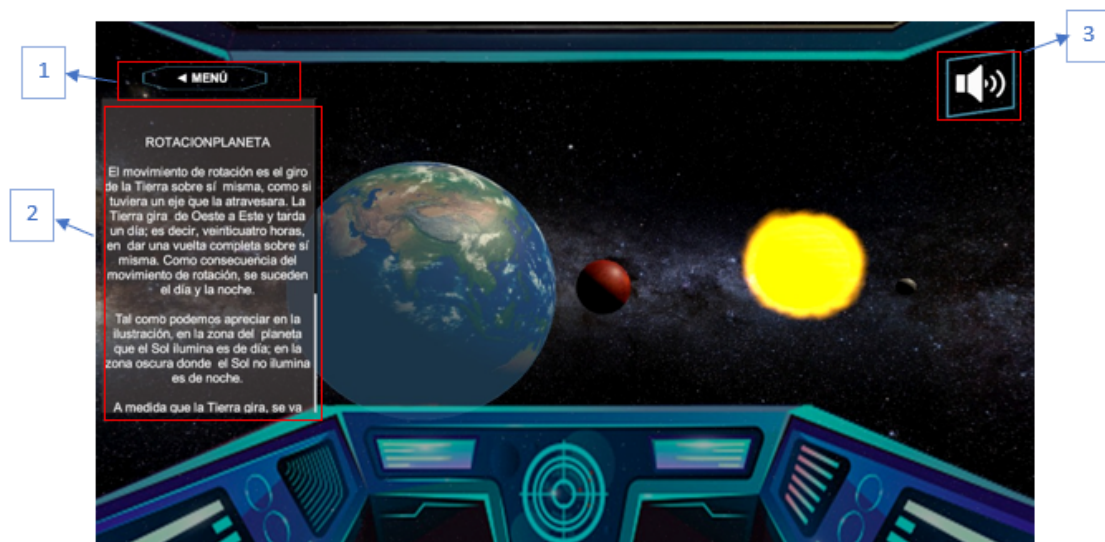 1
◄ MENÚ
3
ROTACIONPLANETA
El movimiento de rotación es el giro
de la Tierra sobre sí misma, como si
tuviera un eje que la atravesara. La
Tierra gira de Oeste a Este y tarda
un día; es decir, veinticuatro horas,
en dar una vuelta completa sobre sí
misma. Como consecuencia del
movimiento de rotación, se suceden
el día y la noche.
Tal como podemos apreciar en la
ilustración, en la zona del planeta
que el Sol ilumina es de día; en la
zona oscura donde el Sol no ilumina
es de noche.
A medida que la Tierra gira, se va
2